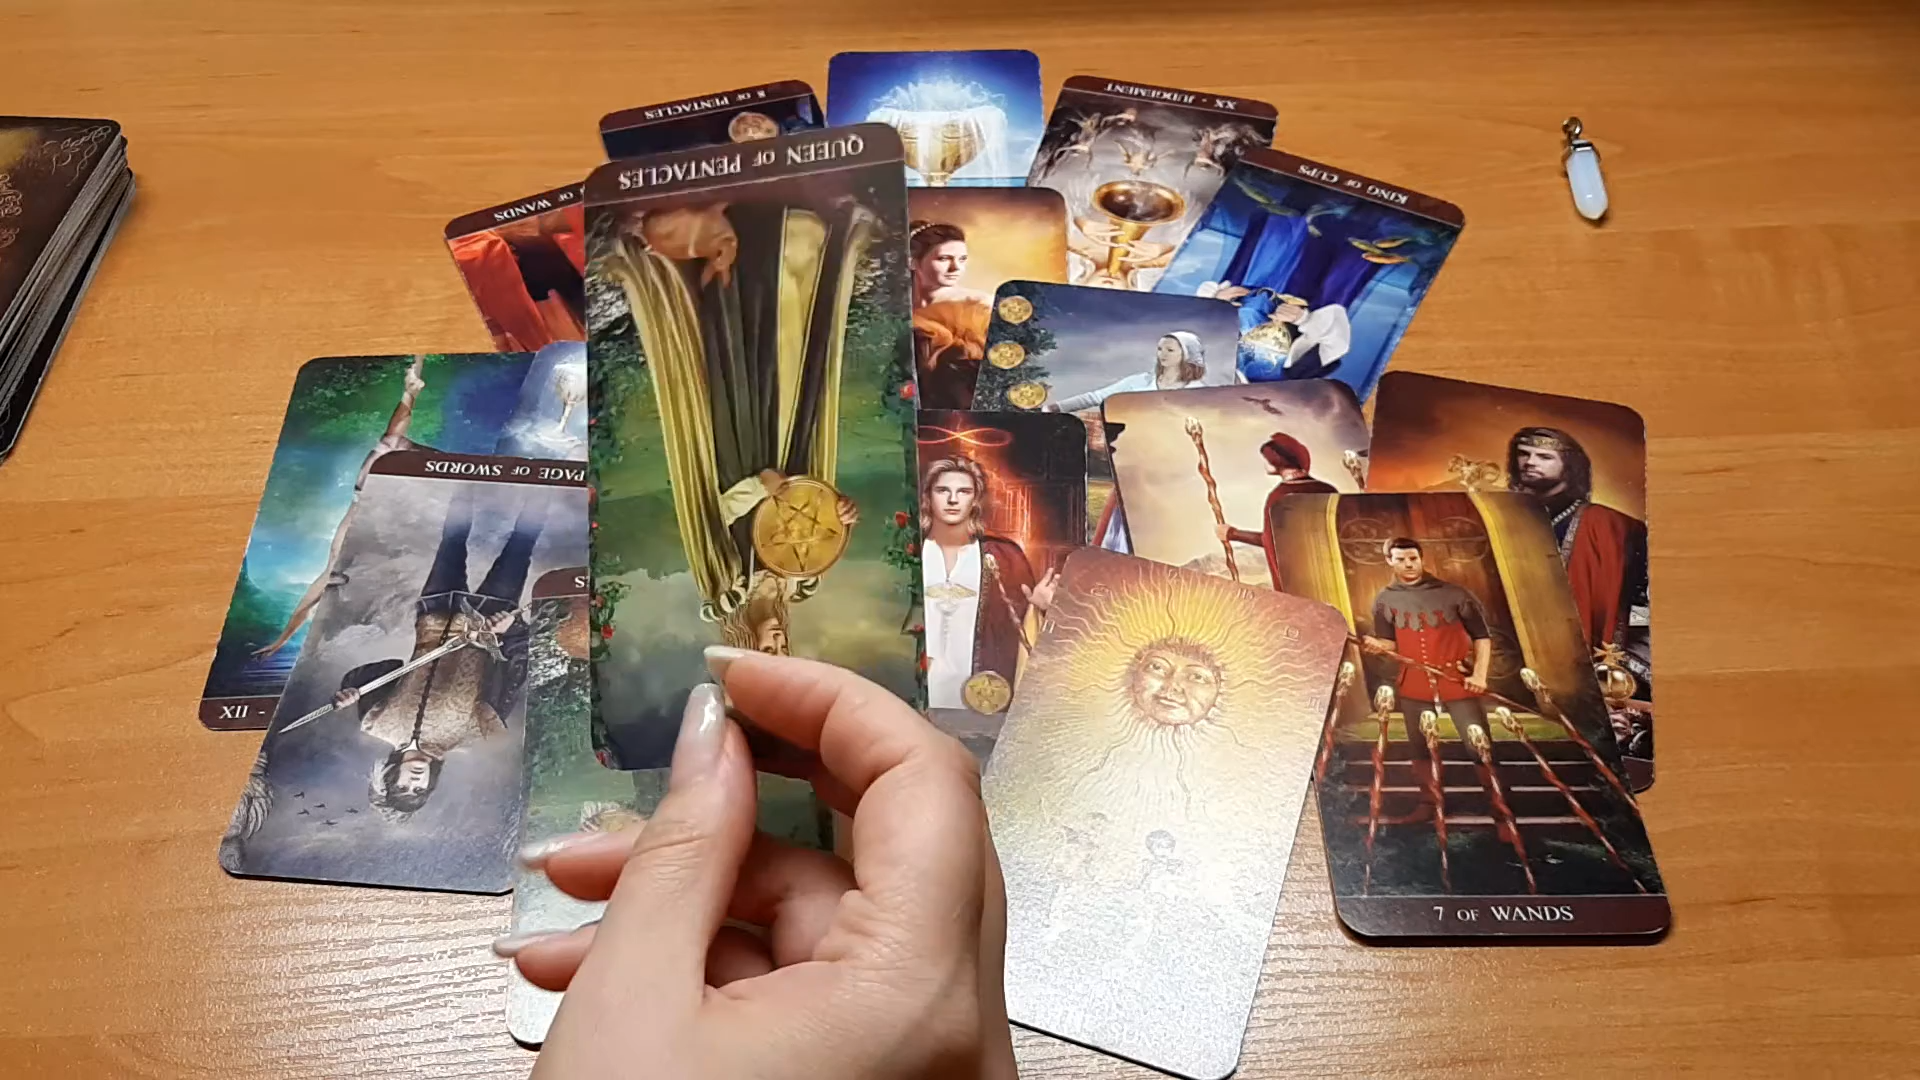 8 OF PENTACLES
XX · JUDGEMENT
QUEEN OF PENTACLES
KING OF CUPS
OF WANDS
PAGE OF SWORDS
XII -
7 OF WANDS